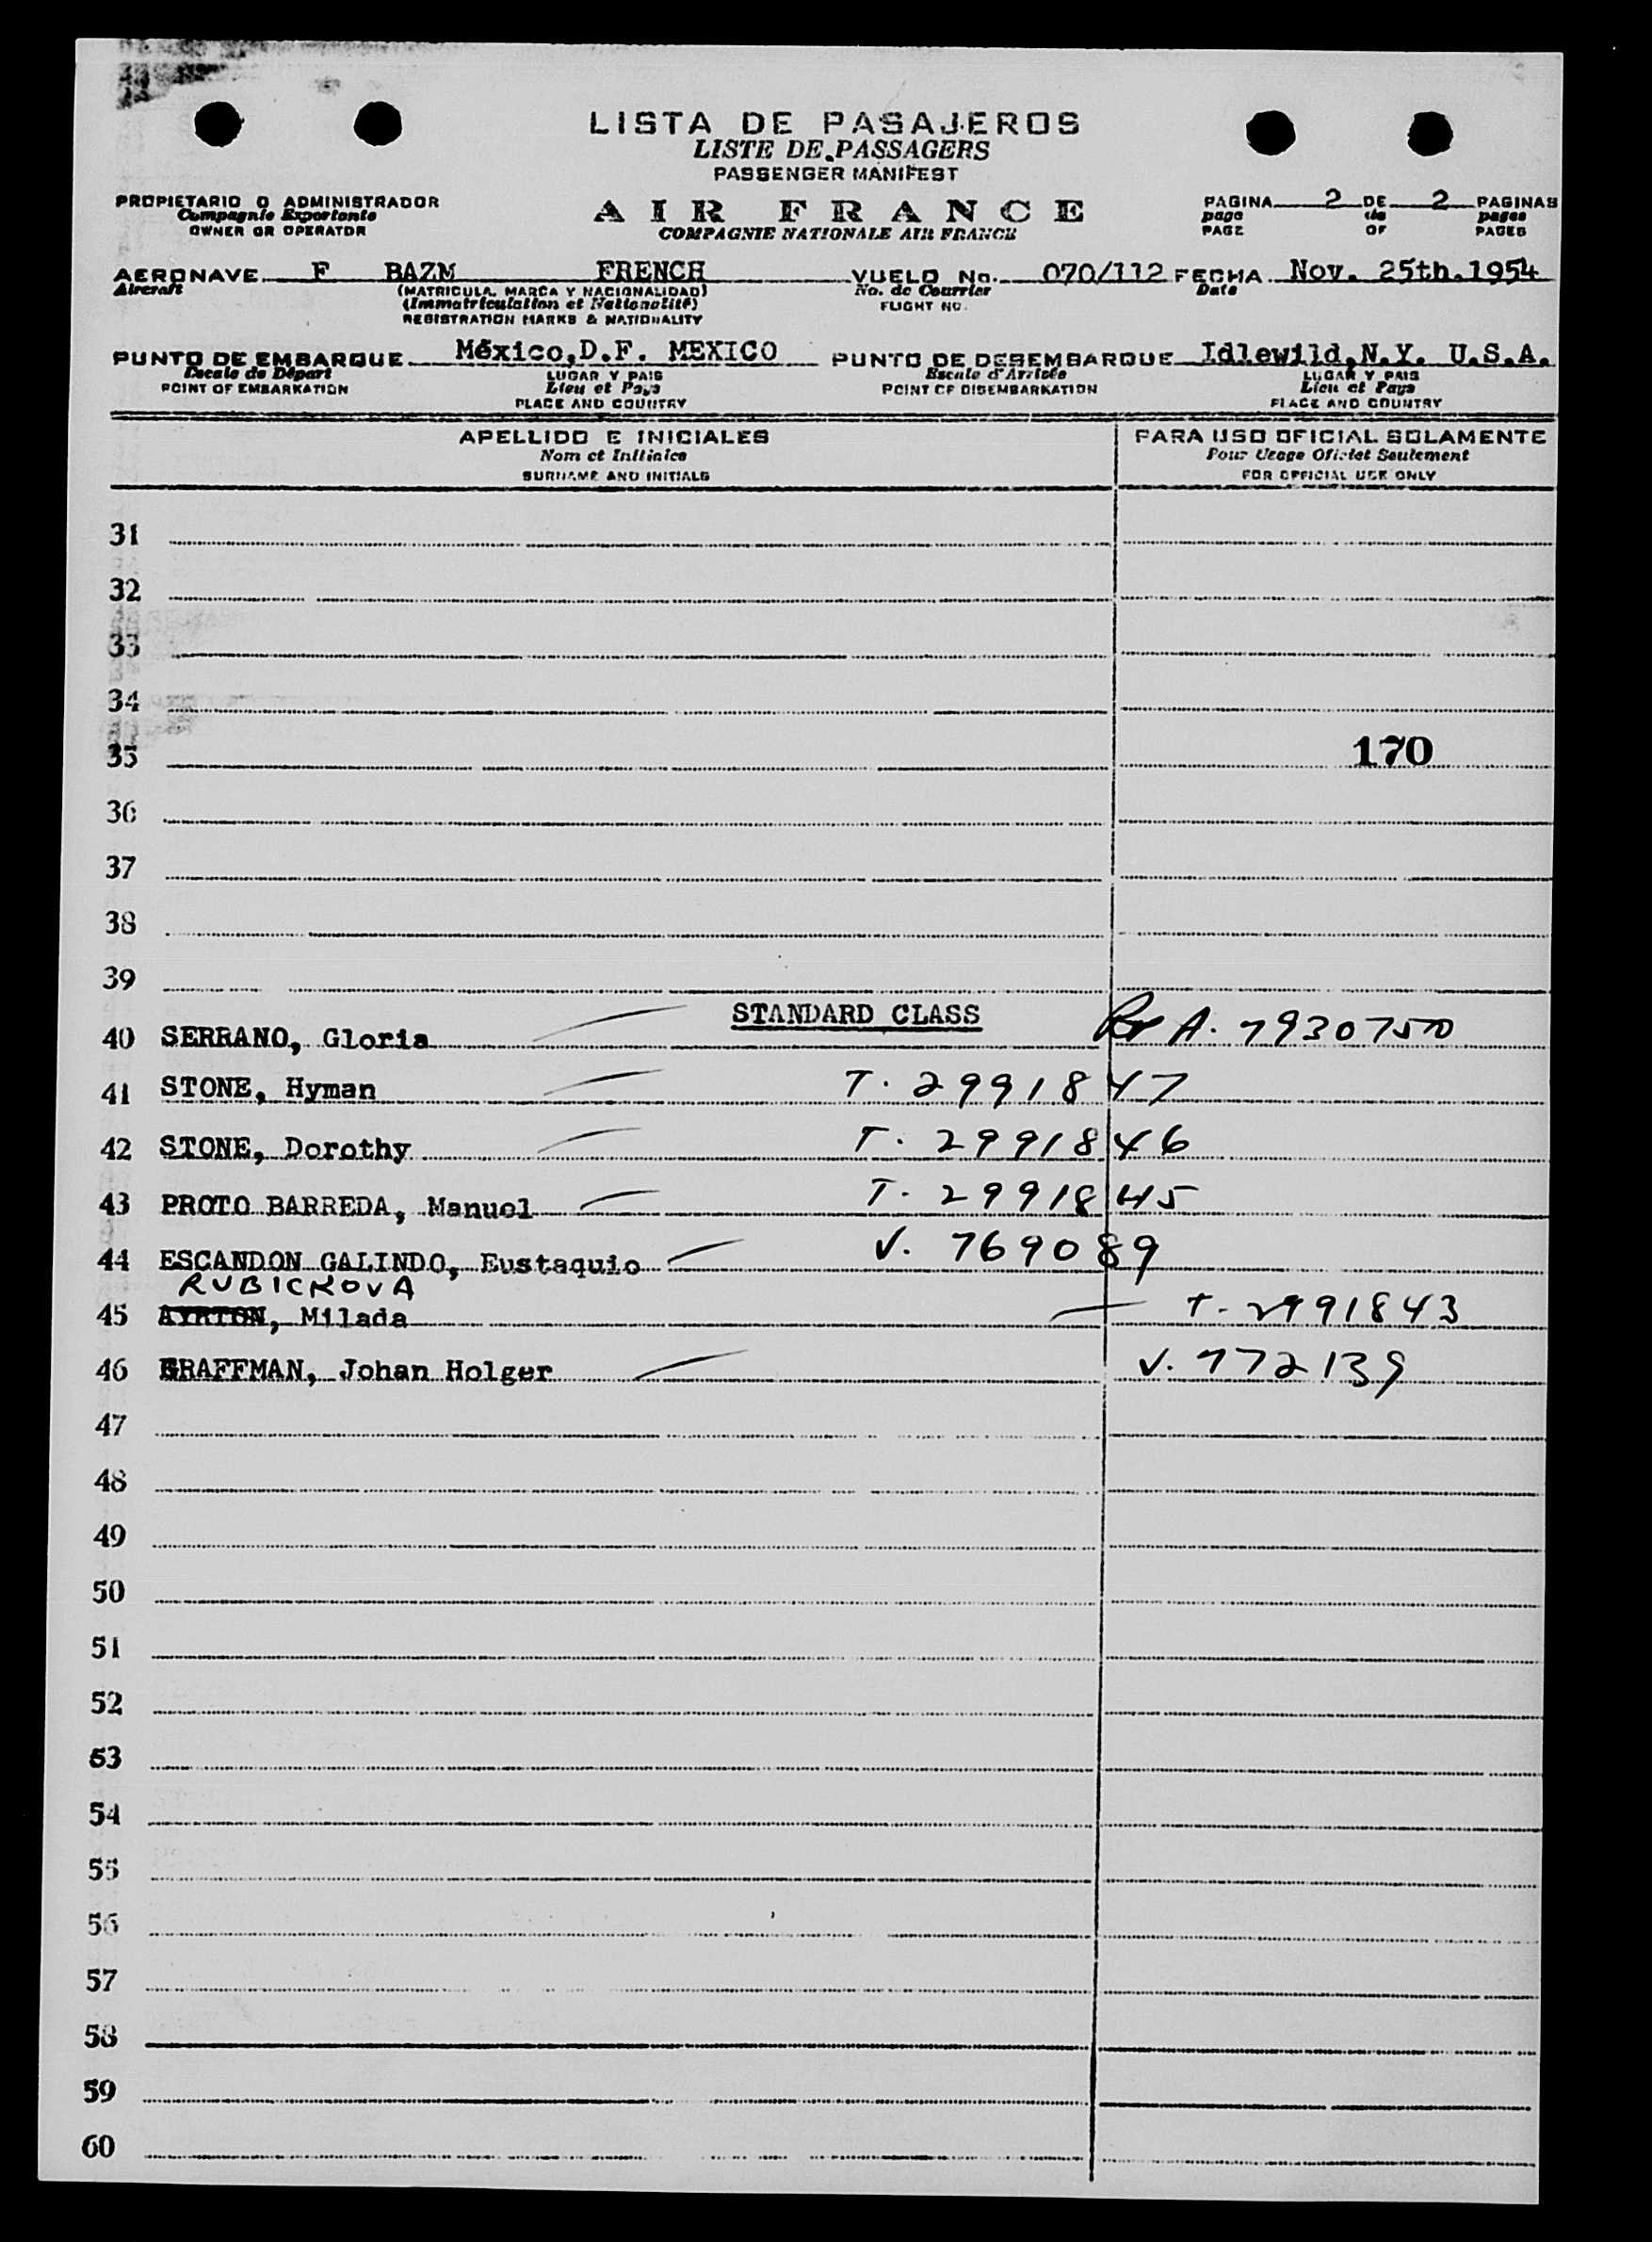 LISTA DE PASAJEROS
LISTE DE PASSAGERS
PASSENGER MANIFEST
PROPIETARIO O ADMINISTRADOR
Compagnie Exportante
OWNER OR OPERATOR
AIR FRANCE
COMPAGNIE NATIONALE AIR FRANCE
PAGINA 2 DE 2 PAGINAS
page de pages
PAGE OF PAGES
AERONAVE F BAZM FRENCH VUELO No. 070/112 FECHA Nov. 25th.1954
Aircraft (MATRICULA, MARCA Y NACIONALIDAD) No. de Courrier Date
(Immatriculation et Nationalité) FLIGHT NO.
REGISTRATION MARKS & NATIONALITY
PUNTO DE EMBARQUE México,D.F. MEXICO PUNTO DE DESEMBARQUE Idlewild,N.Y. U.S.A.
Escale de Départ LUGAR Y PAIS Escale d'Arrivée LUGAR Y PAIS
POINT OF EMBARKATION Lieu et Pays POINT OF DISEMBARKATION Lieu et Pays
PLACE AND COUNTRY PLACE AND COUNTRY
APELLIDO E INICIALES PARA USO OFICIAL SOLAMENTE
Nom et Initiales Pour Usage Oficiel Seulement
SURNAME AND INITIALS FOR OFFICIAL USE ONLY
31
32
33
34
35 170
36
37
38
39
STANDARD CLASS
40 SERRANO, Gloria A. 7930750
41 STONE, Hyman T. 2991847
42 STONE, Dorothy T. 2991846
43 PROTO BARREDA, Manuel T. 2991845
44 ESCANDON GALINDO, Eustaquio V. 769089
RUBICKOVA
45 AYRTON, Milada T. 2991843
46 GRAFFMAN, Johan Holger V. 772139
47
48
49
50
51
52
53
54
55
56
57
58
59
60